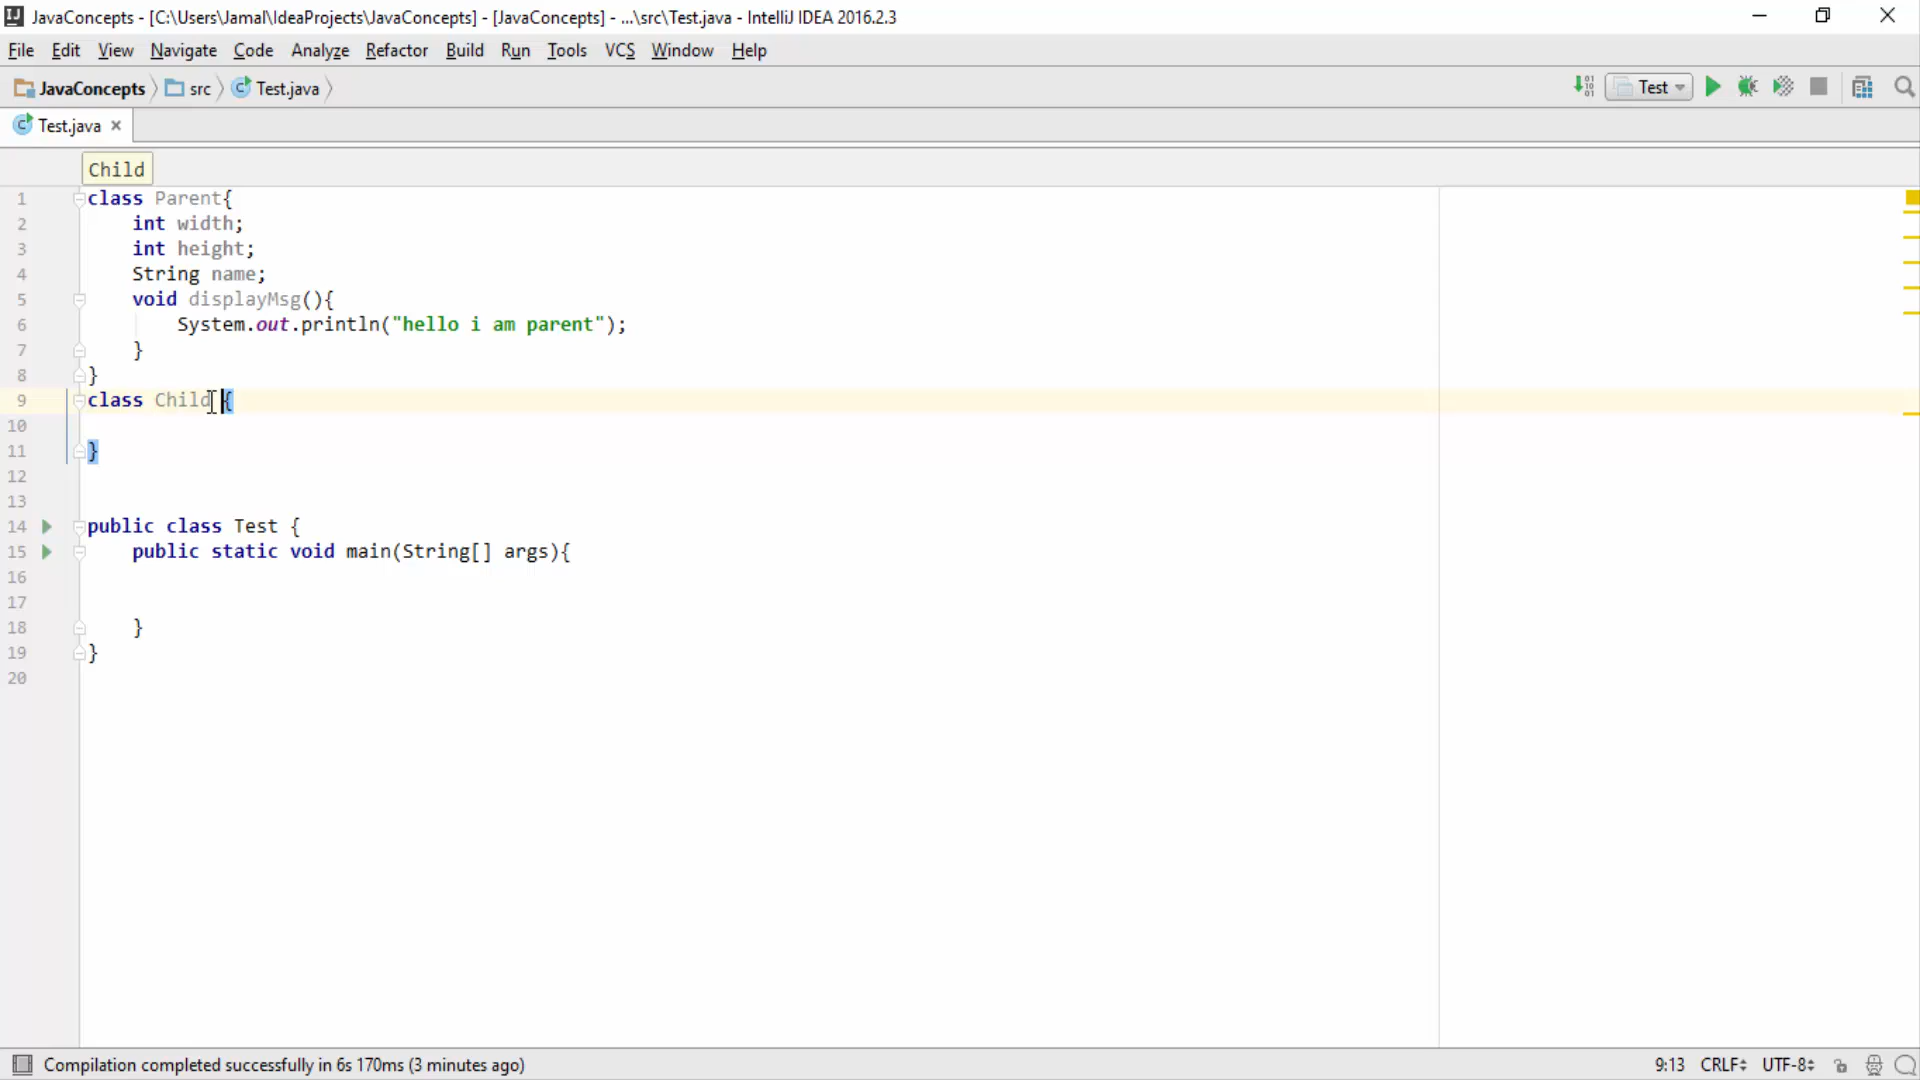 JavaConcepts - [C:\Users\Jamal\IdeaProjects\JavaConcepts] - [JavaConcepts] - ...\src\Test.java - IntelliJ IDEA 2016.2.3
File Edit View Navigate Code Analyze Refactor Build Run Tools VCS Window Help
JavaConcepts src Test.java Test
Test.java
Child
1 class Parent{
2 int width;
3 int height;
4 String name;
5 void displayMsg(){
6 System.out.println("hello i am parent");
7 }
8 }
9 class Child {
10
11 }
12
13
14 public class Test {
15 public static void main(String[] args){
16
17
18 }
19 }
20
Compilation completed successfully in 6s 170ms (3 minutes ago) 9:13 CRLF UTF-8